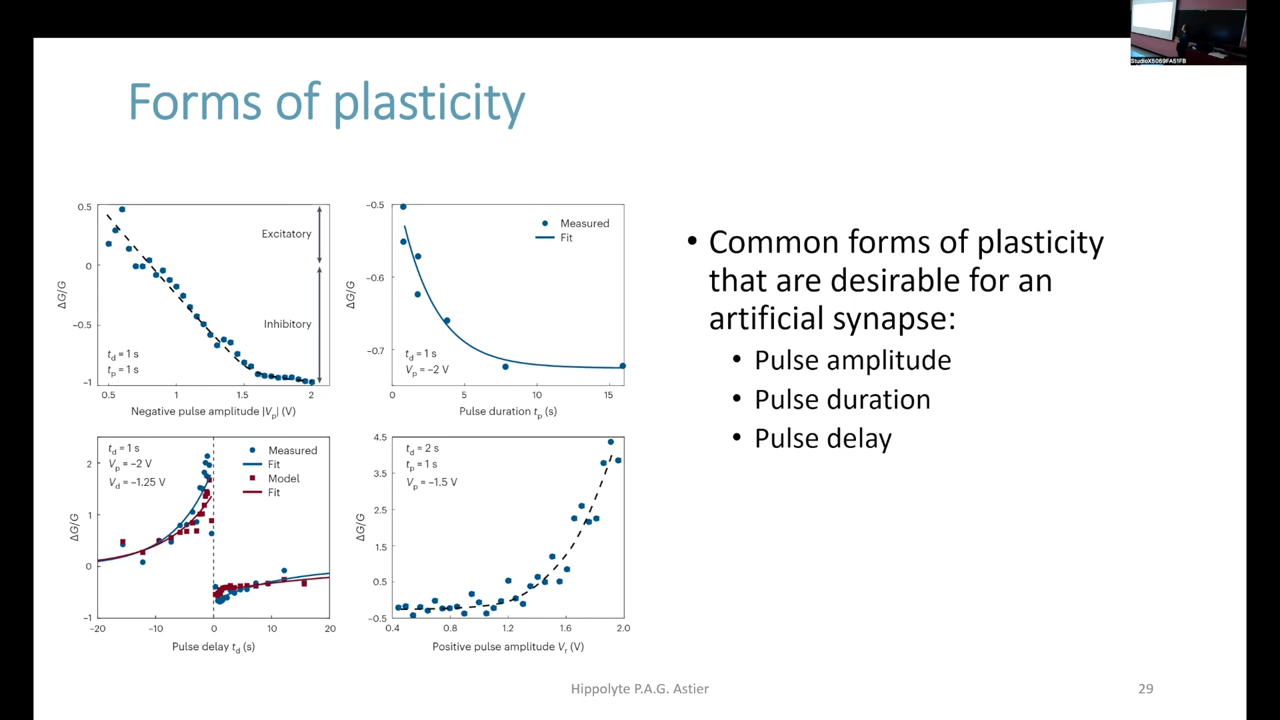 StudioX5069FA51FB
Forms of plasticity
0.5
0
−0.5
−1
ΔG/G
Excitatory
Inhibitory
t_d = 1 s
t_p = 1 s
0.5 1 1.5 2
Negative pulse amplitude |V_p| (V)
−0.5
−0.6
−0.7
ΔG/G
Measured
Fit
t_d = 1 s
V_p = −2 V
0 5 10 15
Pulse duration t_p (s)
2
1
0
−1
ΔG/G
t_d = 1 s
V_p = −2 V
V_d = −1.25 V
Measured
Fit
Model
Fit
−20 −10 0 10 20
Pulse delay t_d (s)
4.5
3.5
2.5
1.5
0.5
−0.5
ΔG/G
t_d = 2 s
t_p = 1 s
V_p = −1.5 V
0.4 0.8 1.2 1.6 2.0
Positive pulse amplitude V_r (V)
• Common forms of plasticity
that are desirable for an
artificial synapse:
• Pulse amplitude
• Pulse duration
• Pulse delay
Hippolyte P.A.G. Astier
29